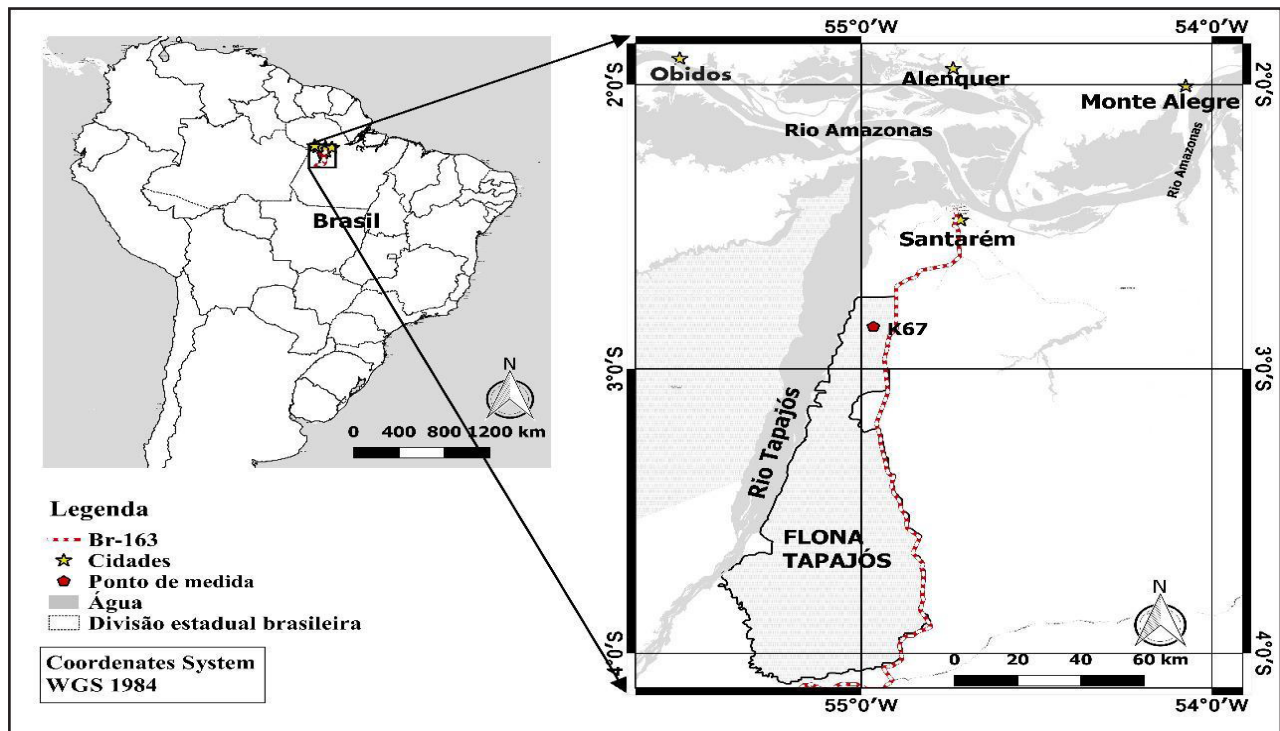 Brasil
N
0 400 800 1200 km
Legenda
Br-163
Cidades
Ponto de medida
Água
Divisão estadual brasileira
Coordenates System
WGS 1984
55°0'W 54°0'W
Obidos
Alenquer
Monte Alegre
2°0'S 2°0'S
Rio Amazonas
Rio Amazonas
Santarém
K67
3°0'S 3°0'S
Rio Tapajós
FLONA
TAPAJÓS
N
0 20 40 60 km
4°0'S 4°0'S
55°0'W 54°0'W